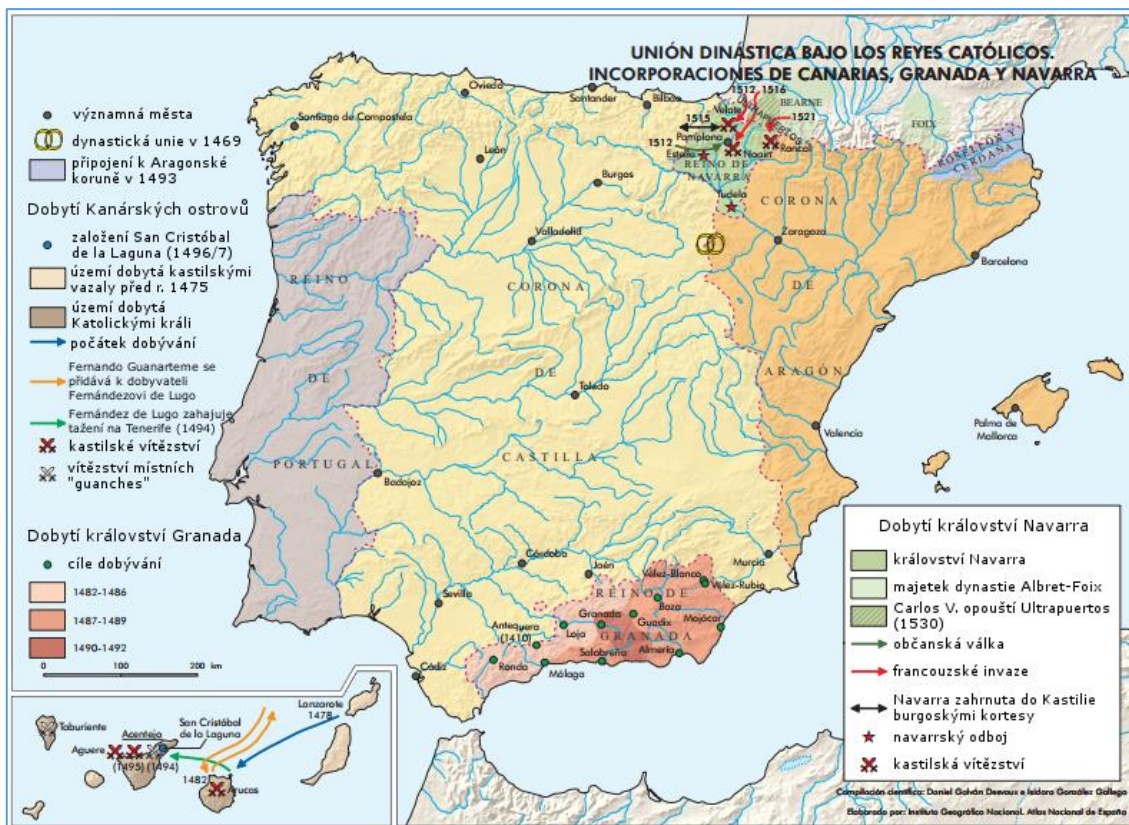 UNIÓN DINÁSTICA BAJO LOS REYES CATÓLICOS.
INCORPORACIONES DE CANARIAS, GRANADA Y NAVARRA
významná města
dynastická unie v 1469
připojení k Aragonské
koruně v 1493
Dobytí Kanárských ostrovů
založení San Cristóbal
de la Laguna (1496/7)
území dobytá kastilskými
vazaly před r. 1475
území dobytá
Katolickými králi
počátek dobývání
Fernando Guanarteme se
přidává k dobyvateli
Fernándezovi de Lugo
Fernández de Lugo zahajuje
tažení na Tenerife (1494)
kastilské vítězství
vítězství místních
"guanches"
Dobytí království Granada
cíle dobývání
1482-1486
1487-1489
1490-1492
0 100 200 km
Santiago de Compostela
Oviedo
Santander
Bilbao
León
Burgos
Valladolid
1512
1516
1521
1515
1512
Velate
Pamplona
Estella
Noain
Roncal
REINO DE
NAVARRA
Tudela
BEARNE
FOIX
ROSELLÓN Y
CERDAÑA
CORONA
DE
ARAGÓN
Zaragoza
Barcelona
Valencia
Palma de
Mallorca
REINO
DE
PORTUGAL
CORONA
DE
CASTILLA
Toledo
Badajoz
Córdoba
Jaén
Murcia
Sevilla
Cádiz
Vélez-Blanco
Vélez-Rubio
REINO DE
GRANADA
Baza
Granada
Guadix
Mojácar
Antequera
(1410)
Loja
Ronda
Málaga
Salobreña
Almería
Dobytí království Navarra
království Navarra
majetek dynastie Albret-Foix
Carlos V. opouští Ultrapuertos
(1530)
občanská válka
francouzské invaze
Navarra zahrnuta do Kastilie
burgoskými kortesy
navarrský odboj
kastilské vítězství
Taburiente
Acentejo
San Cristóbal
de la Laguna
Lanzarote
1478
Aguere
(1495) (1494)
1482
Arucas
Compilación científica: Daniel Galván Desvaux e Isidoro González Gallego
Elaborado por: Instituto Geográfico Nacional. Atlas Nacional de España